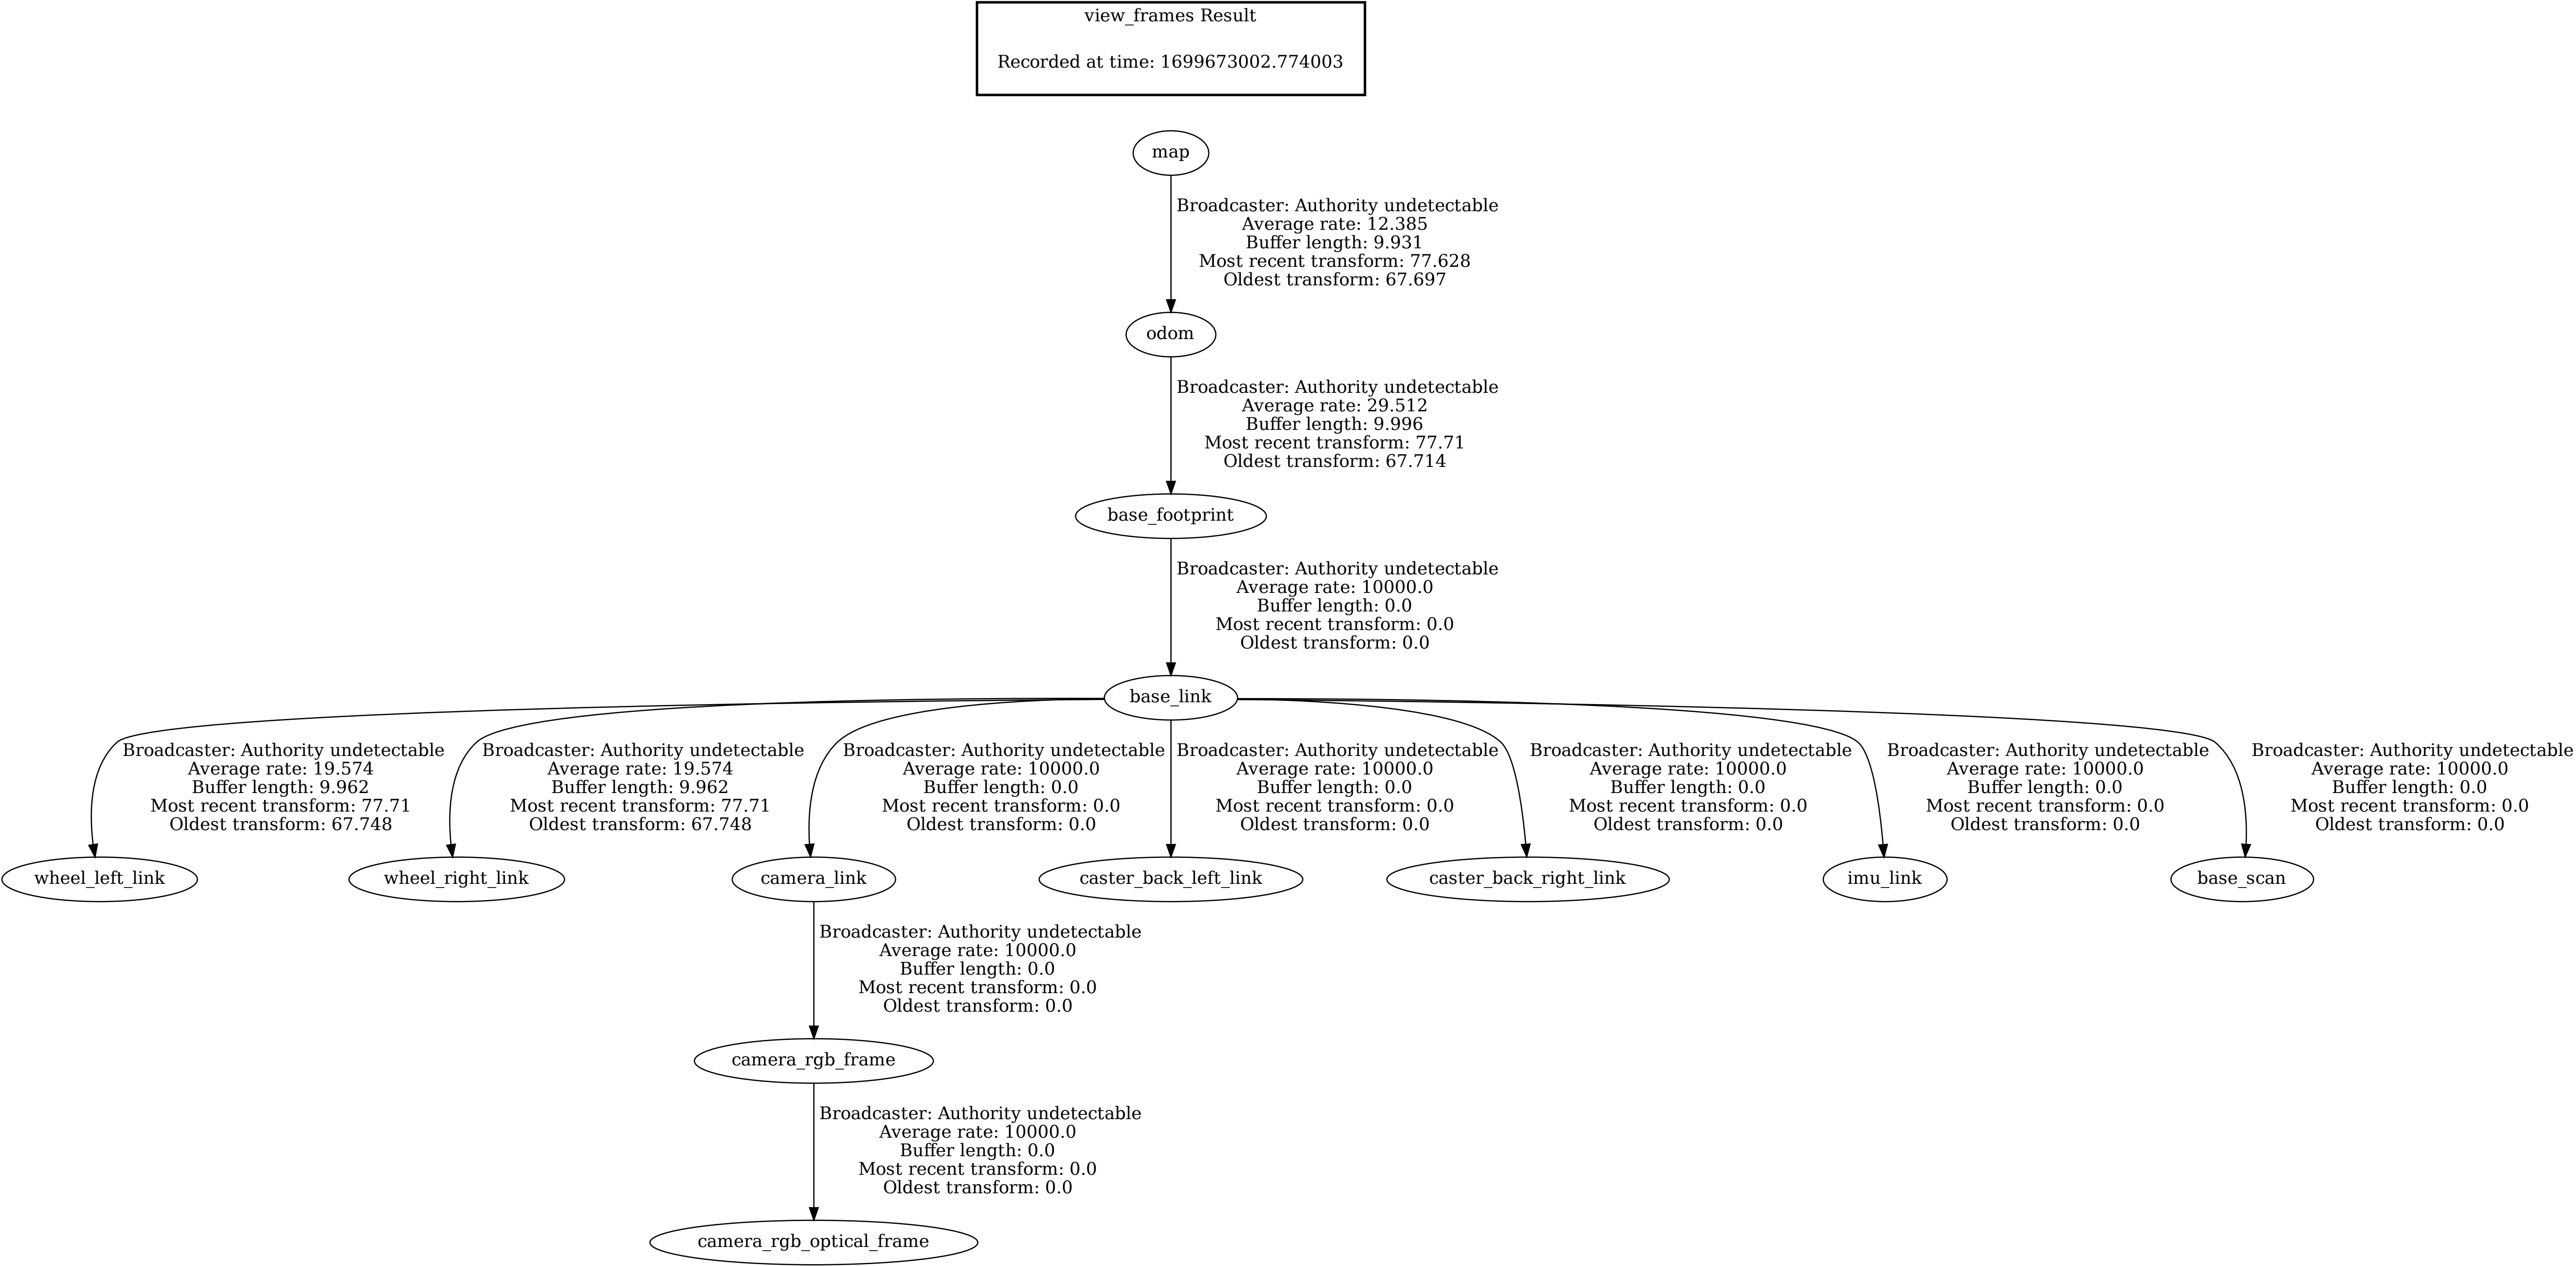 view_frames Result
Recorded at time: 1699673002.774003
map
Broadcaster: Authority undetectable
Average rate: 12.385
Buffer length: 9.931
Most recent transform: 77.628
Oldest transform: 67.697
odom
Broadcaster: Authority undetectable
Average rate: 29.512
Buffer length: 9.996
Most recent transform: 77.71
Oldest transform: 67.714
base_footprint
Broadcaster: Authority undetectable
Average rate: 10000.0
Buffer length: 0.0
Most recent transform: 0.0
Oldest transform: 0.0
base_link
Broadcaster: Authority undetectable
Average rate: 19.574
Buffer length: 9.962
Most recent transform: 77.71
Oldest transform: 67.748
Broadcaster: Authority undetectable
Average rate: 19.574
Buffer length: 9.962
Most recent transform: 77.71
Oldest transform: 67.748
Broadcaster: Authority undetectable
Average rate: 10000.0
Buffer length: 0.0
Most recent transform: 0.0
Oldest transform: 0.0
Broadcaster: Authority undetectable
Average rate: 10000.0
Buffer length: 0.0
Most recent transform: 0.0
Oldest transform: 0.0
Broadcaster: Authority undetectable
Average rate: 10000.0
Buffer length: 0.0
Most recent transform: 0.0
Oldest transform: 0.0
Broadcaster: Authority undetectable
Average rate: 10000.0
Buffer length: 0.0
Most recent transform: 0.0
Oldest transform: 0.0
Broadcaster: Authority undetectable
Average rate: 10000.0
Buffer length: 0.0
Most recent transform: 0.0
Oldest transform: 0.0
wheel_left_link
wheel_right_link
camera_link
caster_back_left_link
caster_back_right_link
imu_link
base_scan
Broadcaster: Authority undetectable
Average rate: 10000.0
Buffer length: 0.0
Most recent transform: 0.0
Oldest transform: 0.0
camera_rgb_frame
Broadcaster: Authority undetectable
Average rate: 10000.0
Buffer length: 0.0
Most recent transform: 0.0
Oldest transform: 0.0
camera_rgb_optical_frame